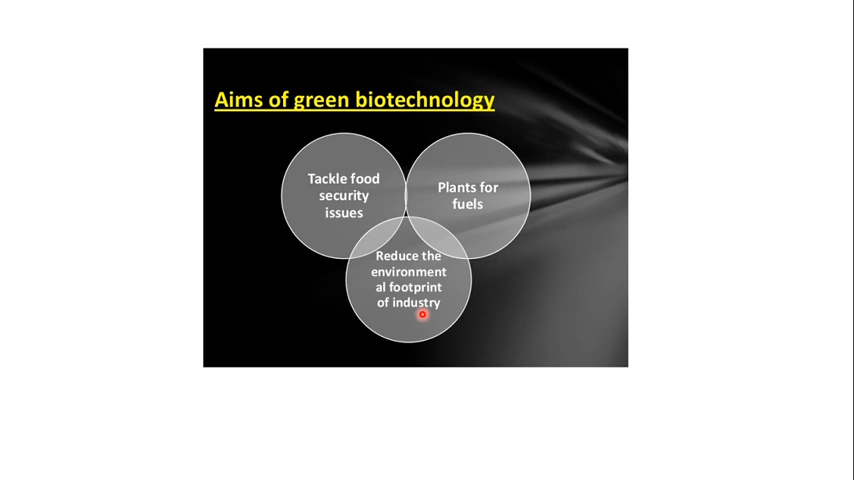 Aims of green biotechnology
Tackle food
security
issues
Plants for
fuels
Reduce the
environment
al footprint
of industry